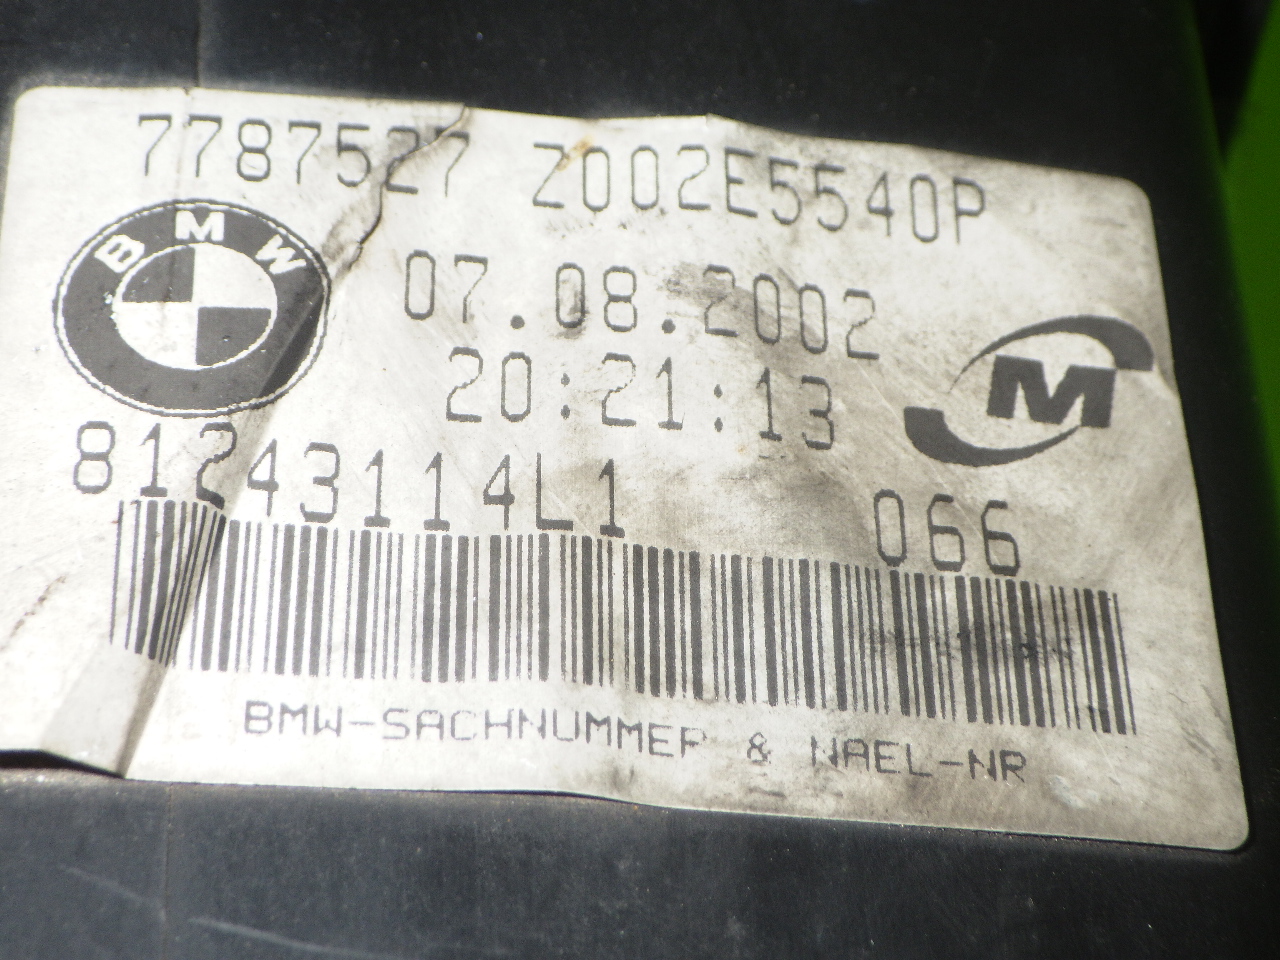 7787527 Z002E5540P
BMW
07.08.2002
M
20:21:13
81243114L1 066
BMW-SACHNUMMER & NAEL-NR